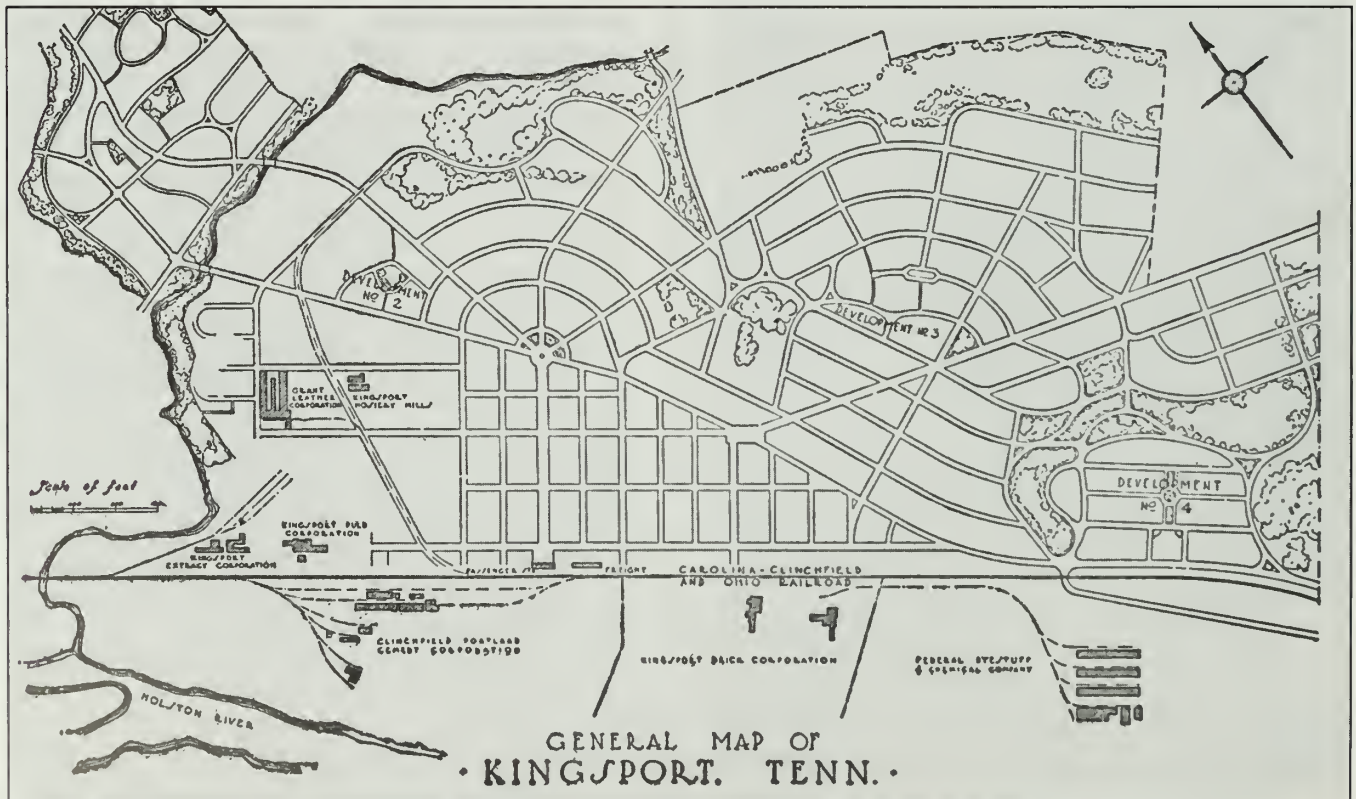 DEVELOPMENT
No
2
DEVELOPMENT No 3
GRANT
LEATHER
CORPORATION
KINGSPORT
HOSIERY MILLS
Scale of feet
DEVELOPMENT
No 4
KINGSPORT PULP
CORPORATION
KINGSPORT
EXTRACT CORPORATION
PASSENGER ST.
FREIGHT
CAROLINA-CLINCHFIELD
AND OHIO RAILROAD
CLINCHFIELD PORTLAND
CEMENT CORPORATION
KINGSPORT BRICK CORPORATION
FEDERAL DYESTUFF
& CHEMICAL COMPANY
HOLSTON RIVER
GENERAL MAP OF
· KINGSPORT, TENN. ·